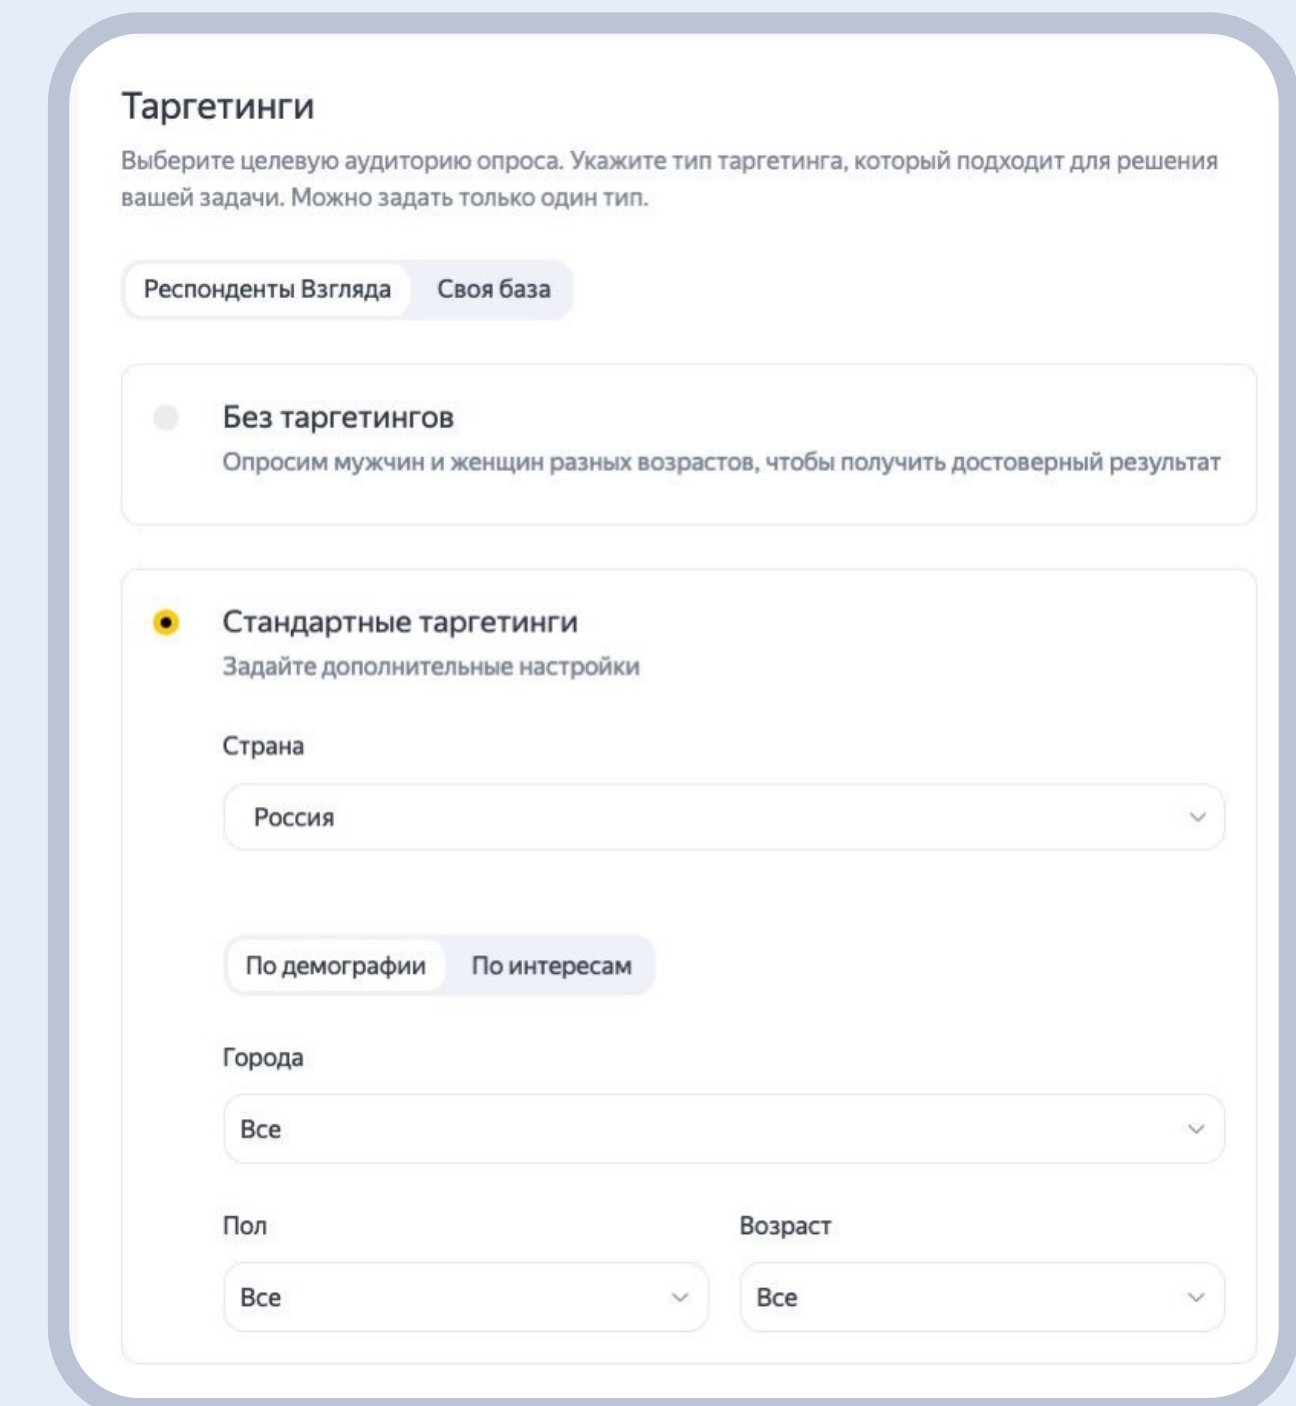 Таргетинги
Выберите целевую аудиторию опроса. Укажите тип таргетинга, который подходит для решения
вашей задачи. Можно задать только один тип.
Респонденты Взгляда Своя база
Без таргетингов
Опросим мужчин и женщин разных возрастов, чтобы получить достоверный результат
Стандартные таргетинги
Задайте дополнительные настройки
Страна
Россия
По демографии По интересам
Города
Все
Пол Возраст
Все Все